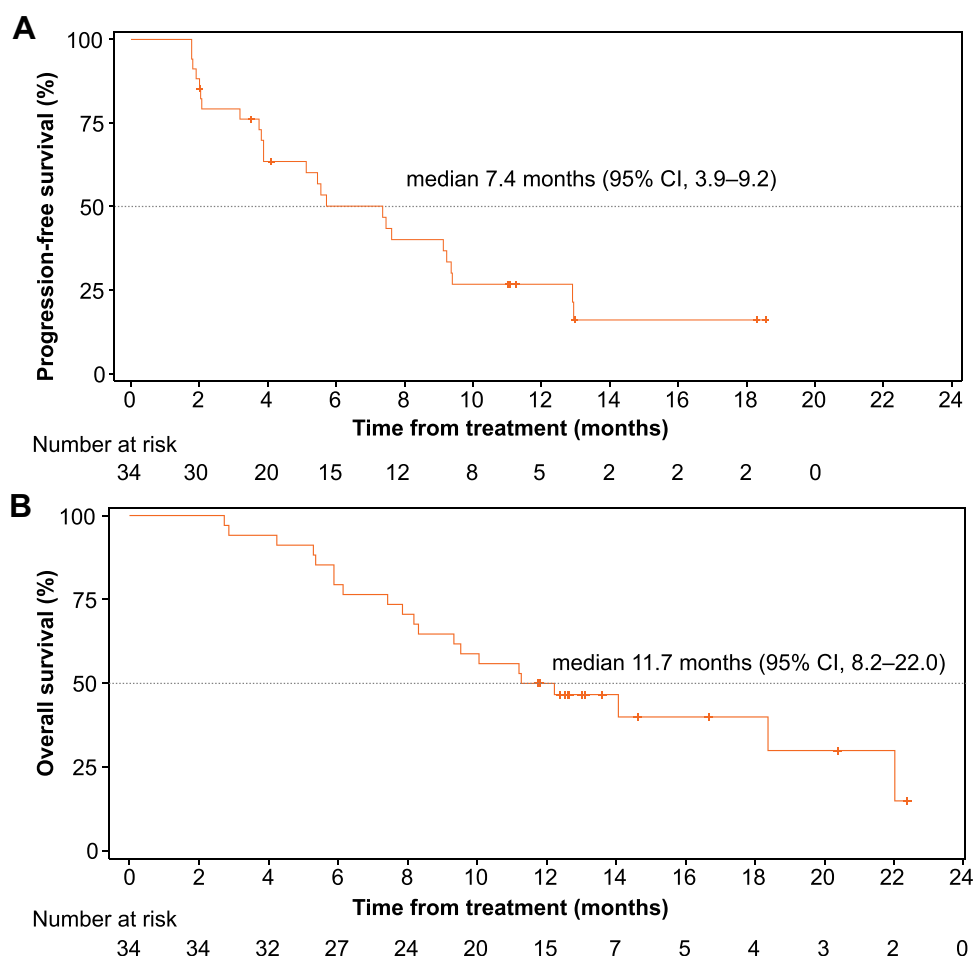 A
Progression-free survival (%)
100
75
50
25
0
median 7.4 months (95% CI, 3.9–9.2)
0 2 4 6 8 10 12 14 16 18 20 22 24
Time from treatment (months)
Number at risk
34 30 20 15 12 8 5 2 2 2 0
B
Overall survival (%)
100
75
50
25
0
median 11.7 months (95% CI, 8.2–22.0)
0 2 4 6 8 10 12 14 16 18 20 22 24
Time from treatment (months)
Number at risk
34 34 32 27 24 20 15 7 5 4 3 2 0